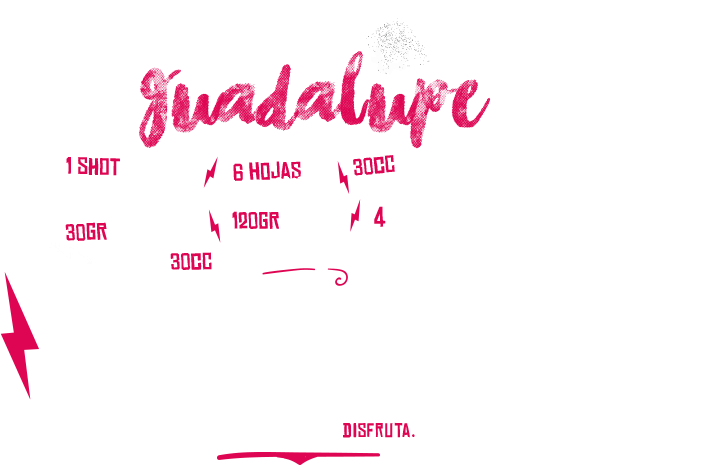 guadalupe
1 SHOT 6 HOJAS 30CC
30GR 120GR 4
30CC
DISFRUTA.